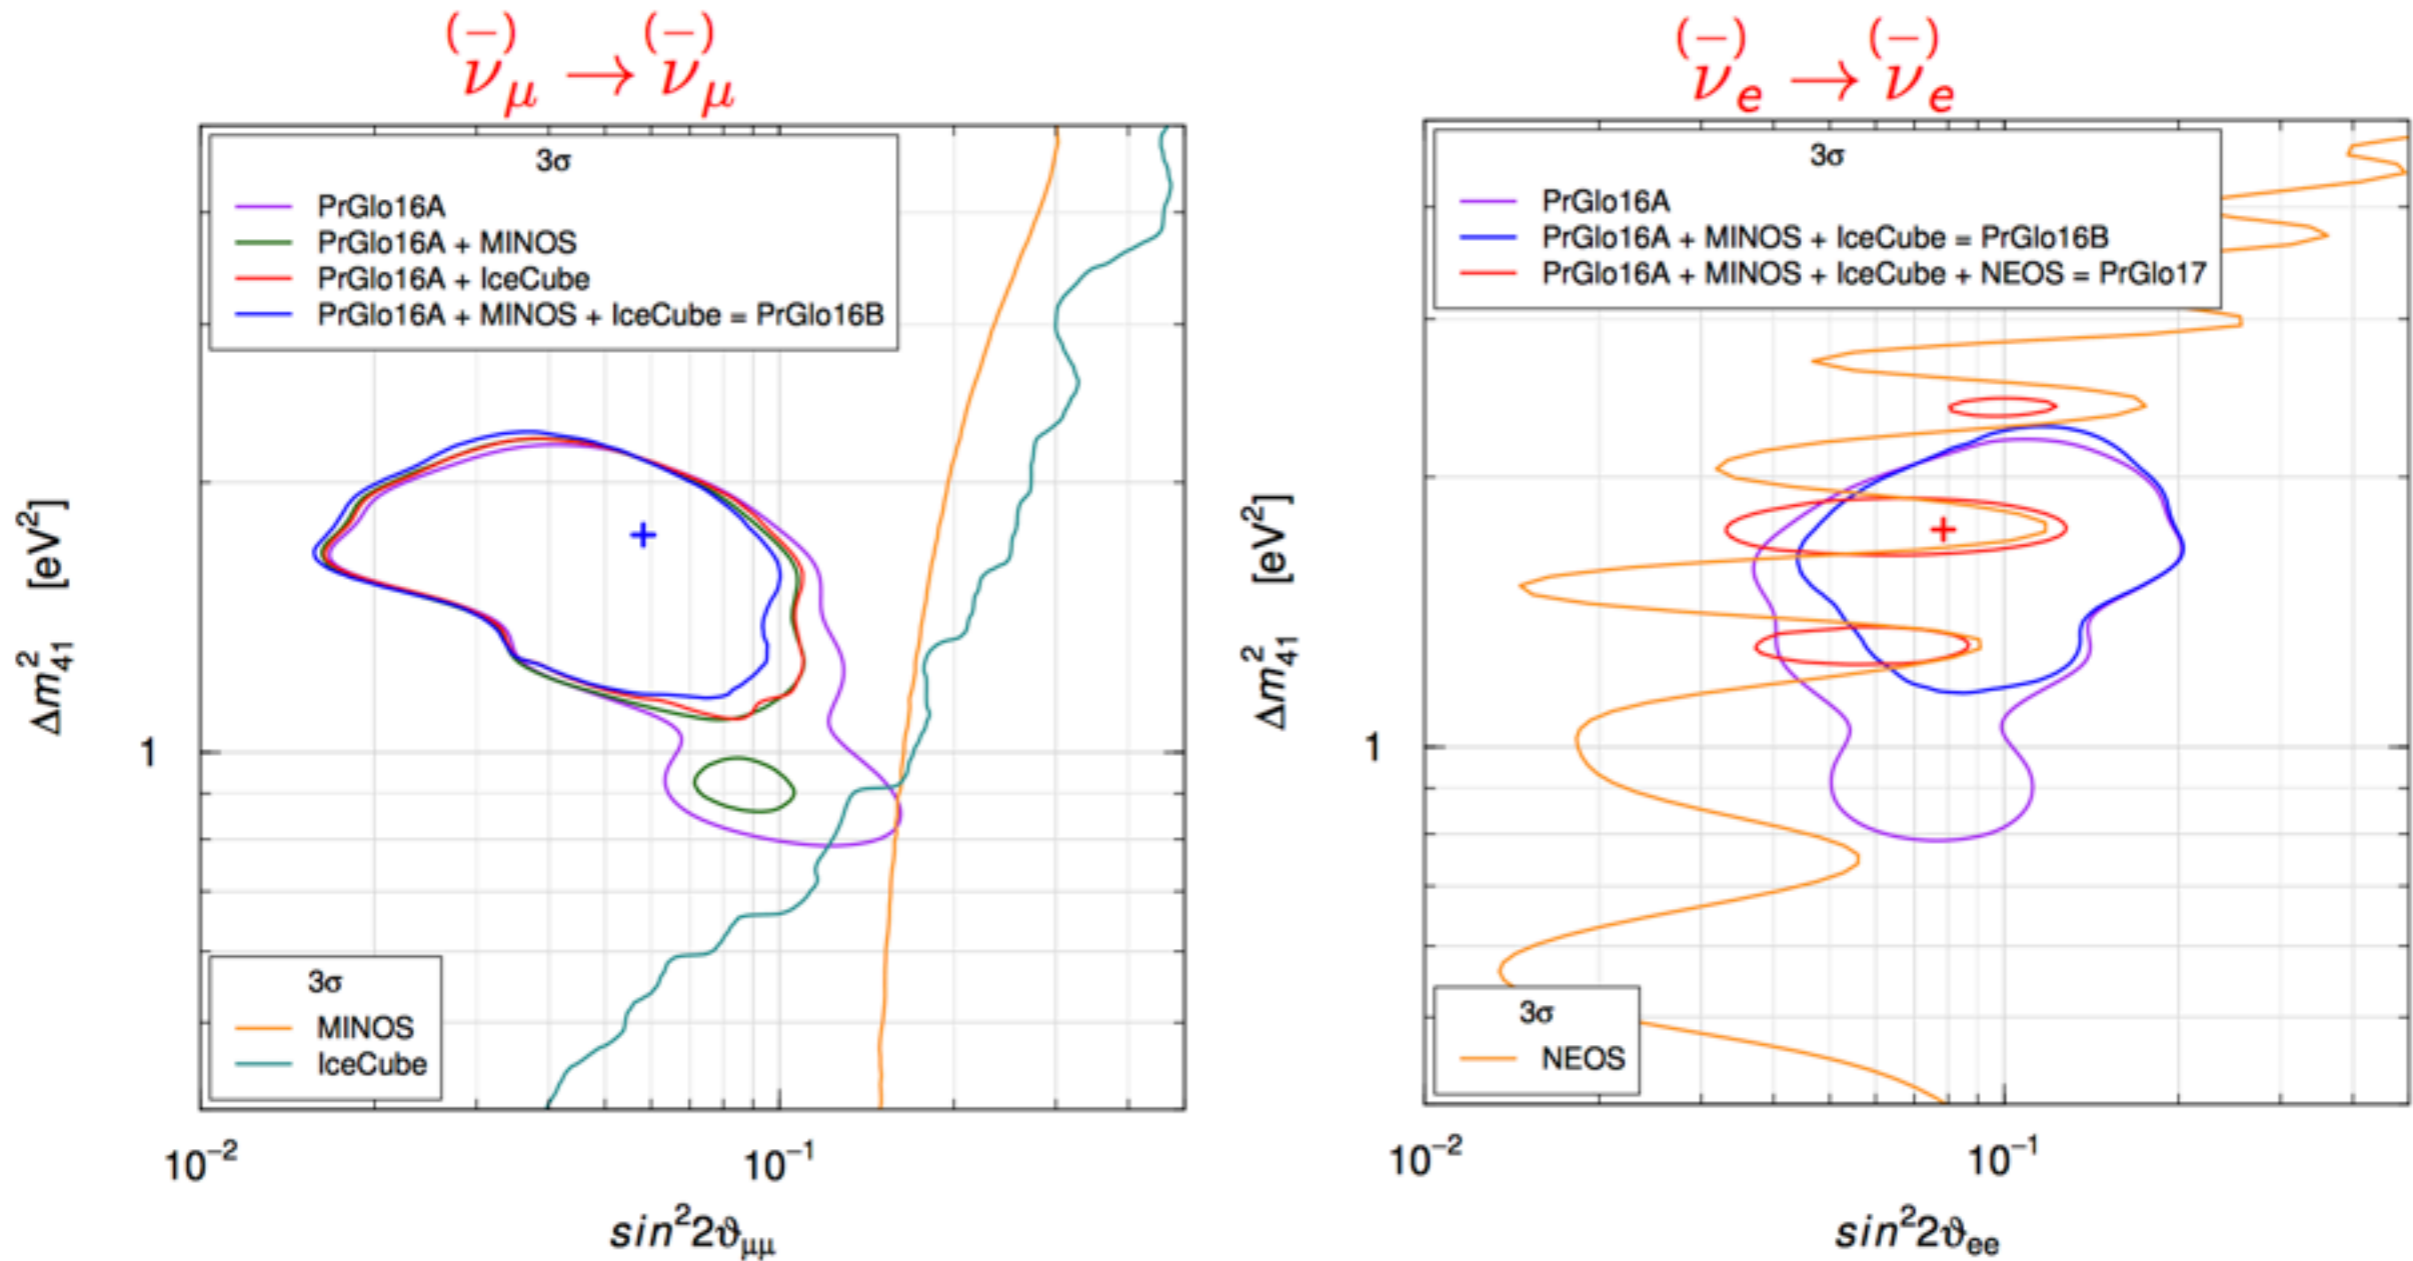 (−)ν_μ → (−)ν_μ
3σ
PrGlo16A
PrGlo16A + MINOS
PrGlo16A + IceCube
PrGlo16A + MINOS + IceCube = PrGlo16B
Δm²₄₁ [eV²]
1
3σ
MINOS
IceCube
10⁻² 10⁻¹
sin²2ϑ_μμ
(−)ν_e → (−)ν_e
3σ
PrGlo16A
PrGlo16A + MINOS + IceCube = PrGlo16B
PrGlo16A + MINOS + IceCube + NEOS = PrGlo17
Δm²₄₁ [eV²]
1
3σ
NEOS
10⁻² 10⁻¹
sin²2ϑ_ee